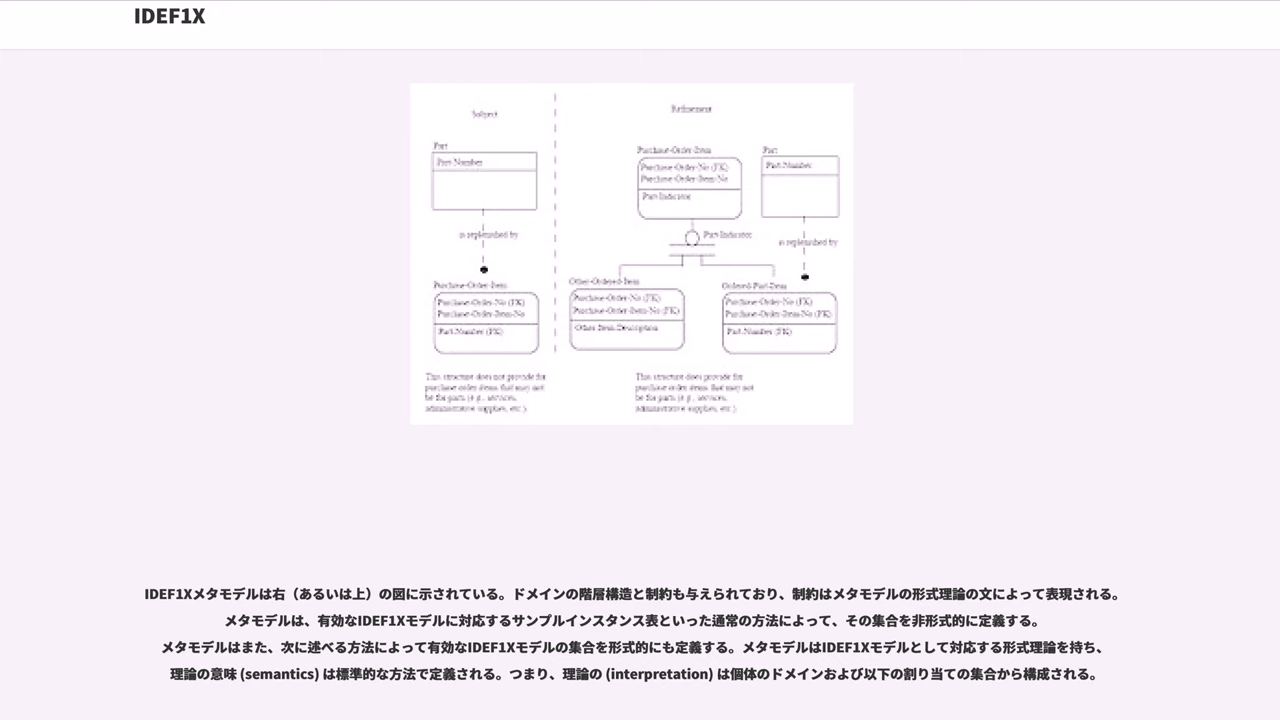 IDEF1X
Subject
Refinement
Part
Part-Number
is replenished by
Purchase-Order-Item
Purchase-Order-No (FK)
Purchase-Order-Item-No
Part-Number (FK)
This structure does not provide for
purchase order items that may not
be for parts (e.g., services,
administrative supplies, etc.).
Purchase-Order-Item
Purchase-Order-No (FK)
Purchase-Order-Item-No
Part-Indicator
Part
Part-Number
Part-Indicator
is replenished by
Other-Ordered-Item
Purchase-Order-No (FK)
Purchase-Order-Item-No (FK)
Other-Item-Description
Ordered-Part-Item
Purchase-Order-No (FK)
Purchase-Order-Item-No (FK)
Part-Number (FK)
This structure does provide for
purchase order items that may not
be for parts (e.g., services,
administrative supplies, etc.).
IDEF1Xメタモデルは右（あるいは上）の図に示されている。ドメインの階層構造と制約も与えられており、制約はメタモデルの形式理論の文によって表現される。
メタモデルは、有効なIDEF1Xモデルに対応するサンプルインスタンス表といった通常の方法によって、その集合を非形式的に定義する。
メタモデルはまた、次に述べる方法によって有効なIDEF1Xモデルの集合を形式的にも定義する。メタモデルはIDEF1Xモデルとして対応する形式理論を持ち、
理論の意味 (semantics) は標準的な方法で定義される。つまり、理論の (interpretation) は個体のドメインおよび以下の割り当ての集合から構成される。